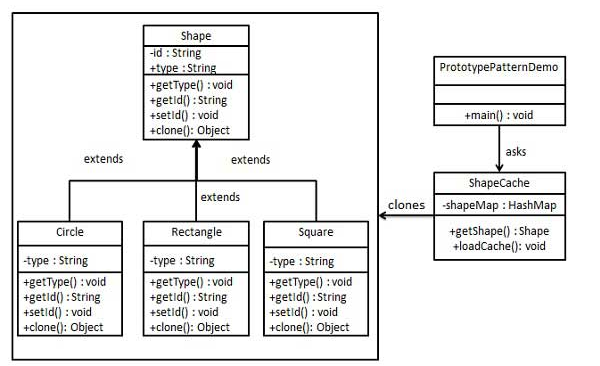 Shape
-id : String
+type : String
+getType() : void
+getId() : String
+setId() : void
+clone(): Object
extends
extends
extends
Circle
-type : String
+getType() : void
+getId() : String
+setId() : void
+clone(): Object
Rectangle
-type : String
+getType() : void
+getId() : String
+setId() : void
+clone(): Object
Square
-type : String
+getType() : void
+getId() : String
+setId() : void
+clone(): Object
PrototypePatternDemo
+main() : void
asks
ShapeCache
-shapeMap : HashMap
+getShape() : Shape
+loadCache(): void
clones